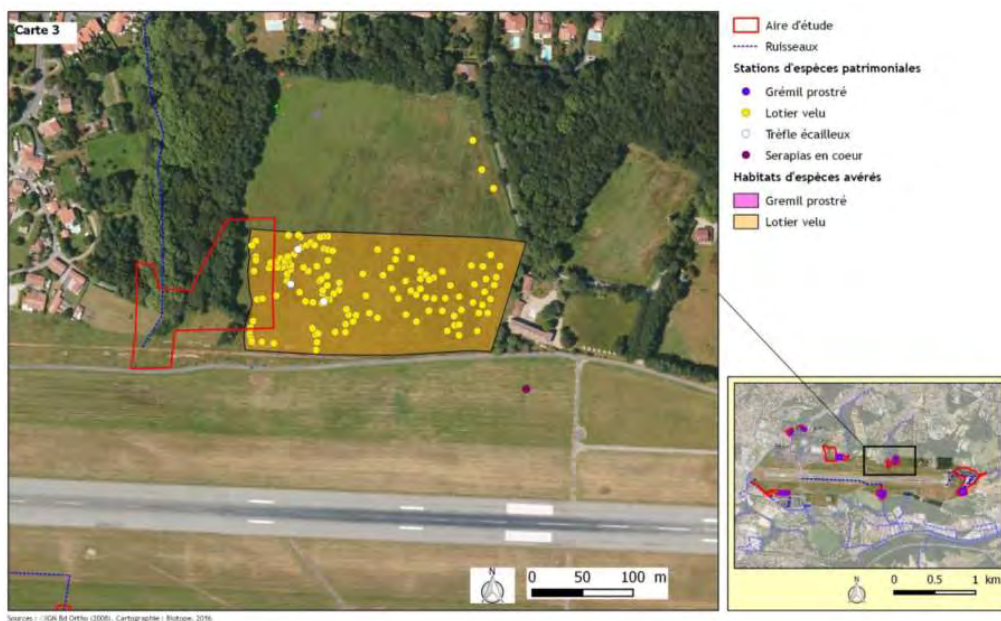 Carte 3
Aire d'étude
Ruisseaux
Stations d'espèces patrimoniales
Grémil prostré
Lotier velu
Trèfle écailleux
Serapias en coeur
Habitats d'espèces avérés
Gremil prostré
Lotier velu
N
0 50 100 m
N
0 0.5 1 km
Sources : IGN Bd Ortho (2008). Cartographie : Biotope, 2016.